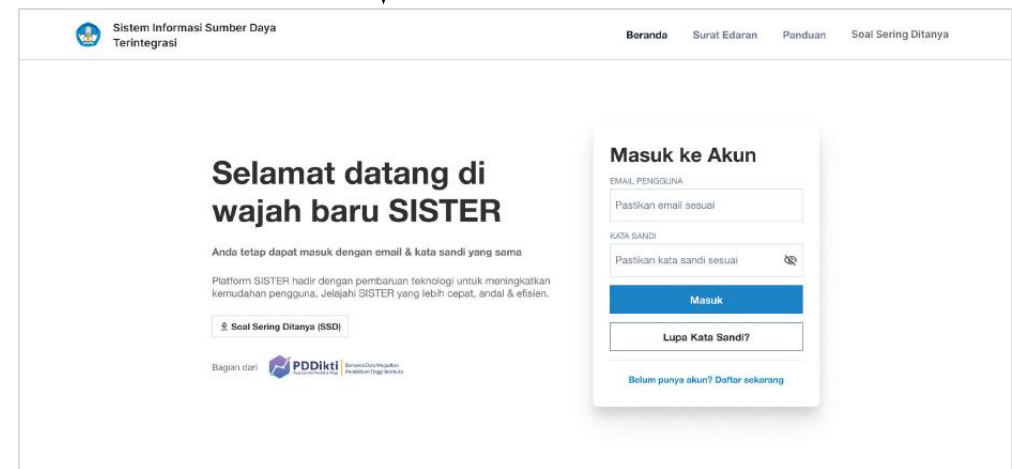 Sistem Informasi Sumber Daya
Terintegrasi
Beranda
Surat Edaran
Panduan
Soal Sering Ditanya
Selamat datang di
wajah baru SISTER
Anda tetap dapat masuk dengan email & kata sandi yang sama
Platform SISTER hadir dengan pembaruan teknologi untuk meningkatkan
kemudahan pengguna. Jelajahi SISTER yang lebih cepat, andal & efisien.
Soal Sering Ditanya (SSD)
Bagian dari
PDDikti
Masuk ke Akun
EMAIL PENGGUNA
Pastikan email sesuai
KATA SANDI
Pastikan kata sandi sesuai
Masuk
Lupa Kata Sandi?
Belum punya akun? Daftar sekarang